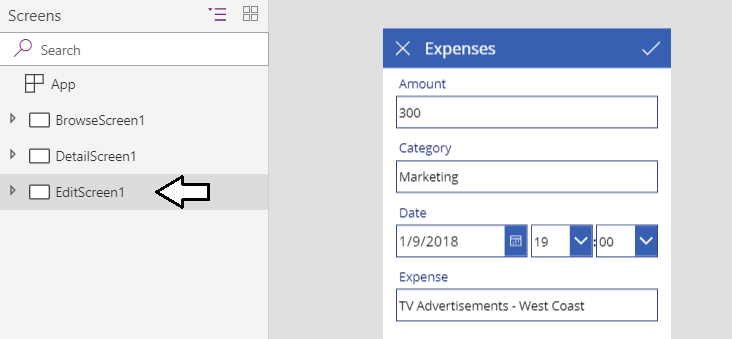 Screens
Search
App
BrowseScreen1
DetailScreen1
EditScreen1
Expenses
Amount
300
Category
Marketing
Date
1/9/2018 19 : 00
Expense
TV Advertisements - West Coast